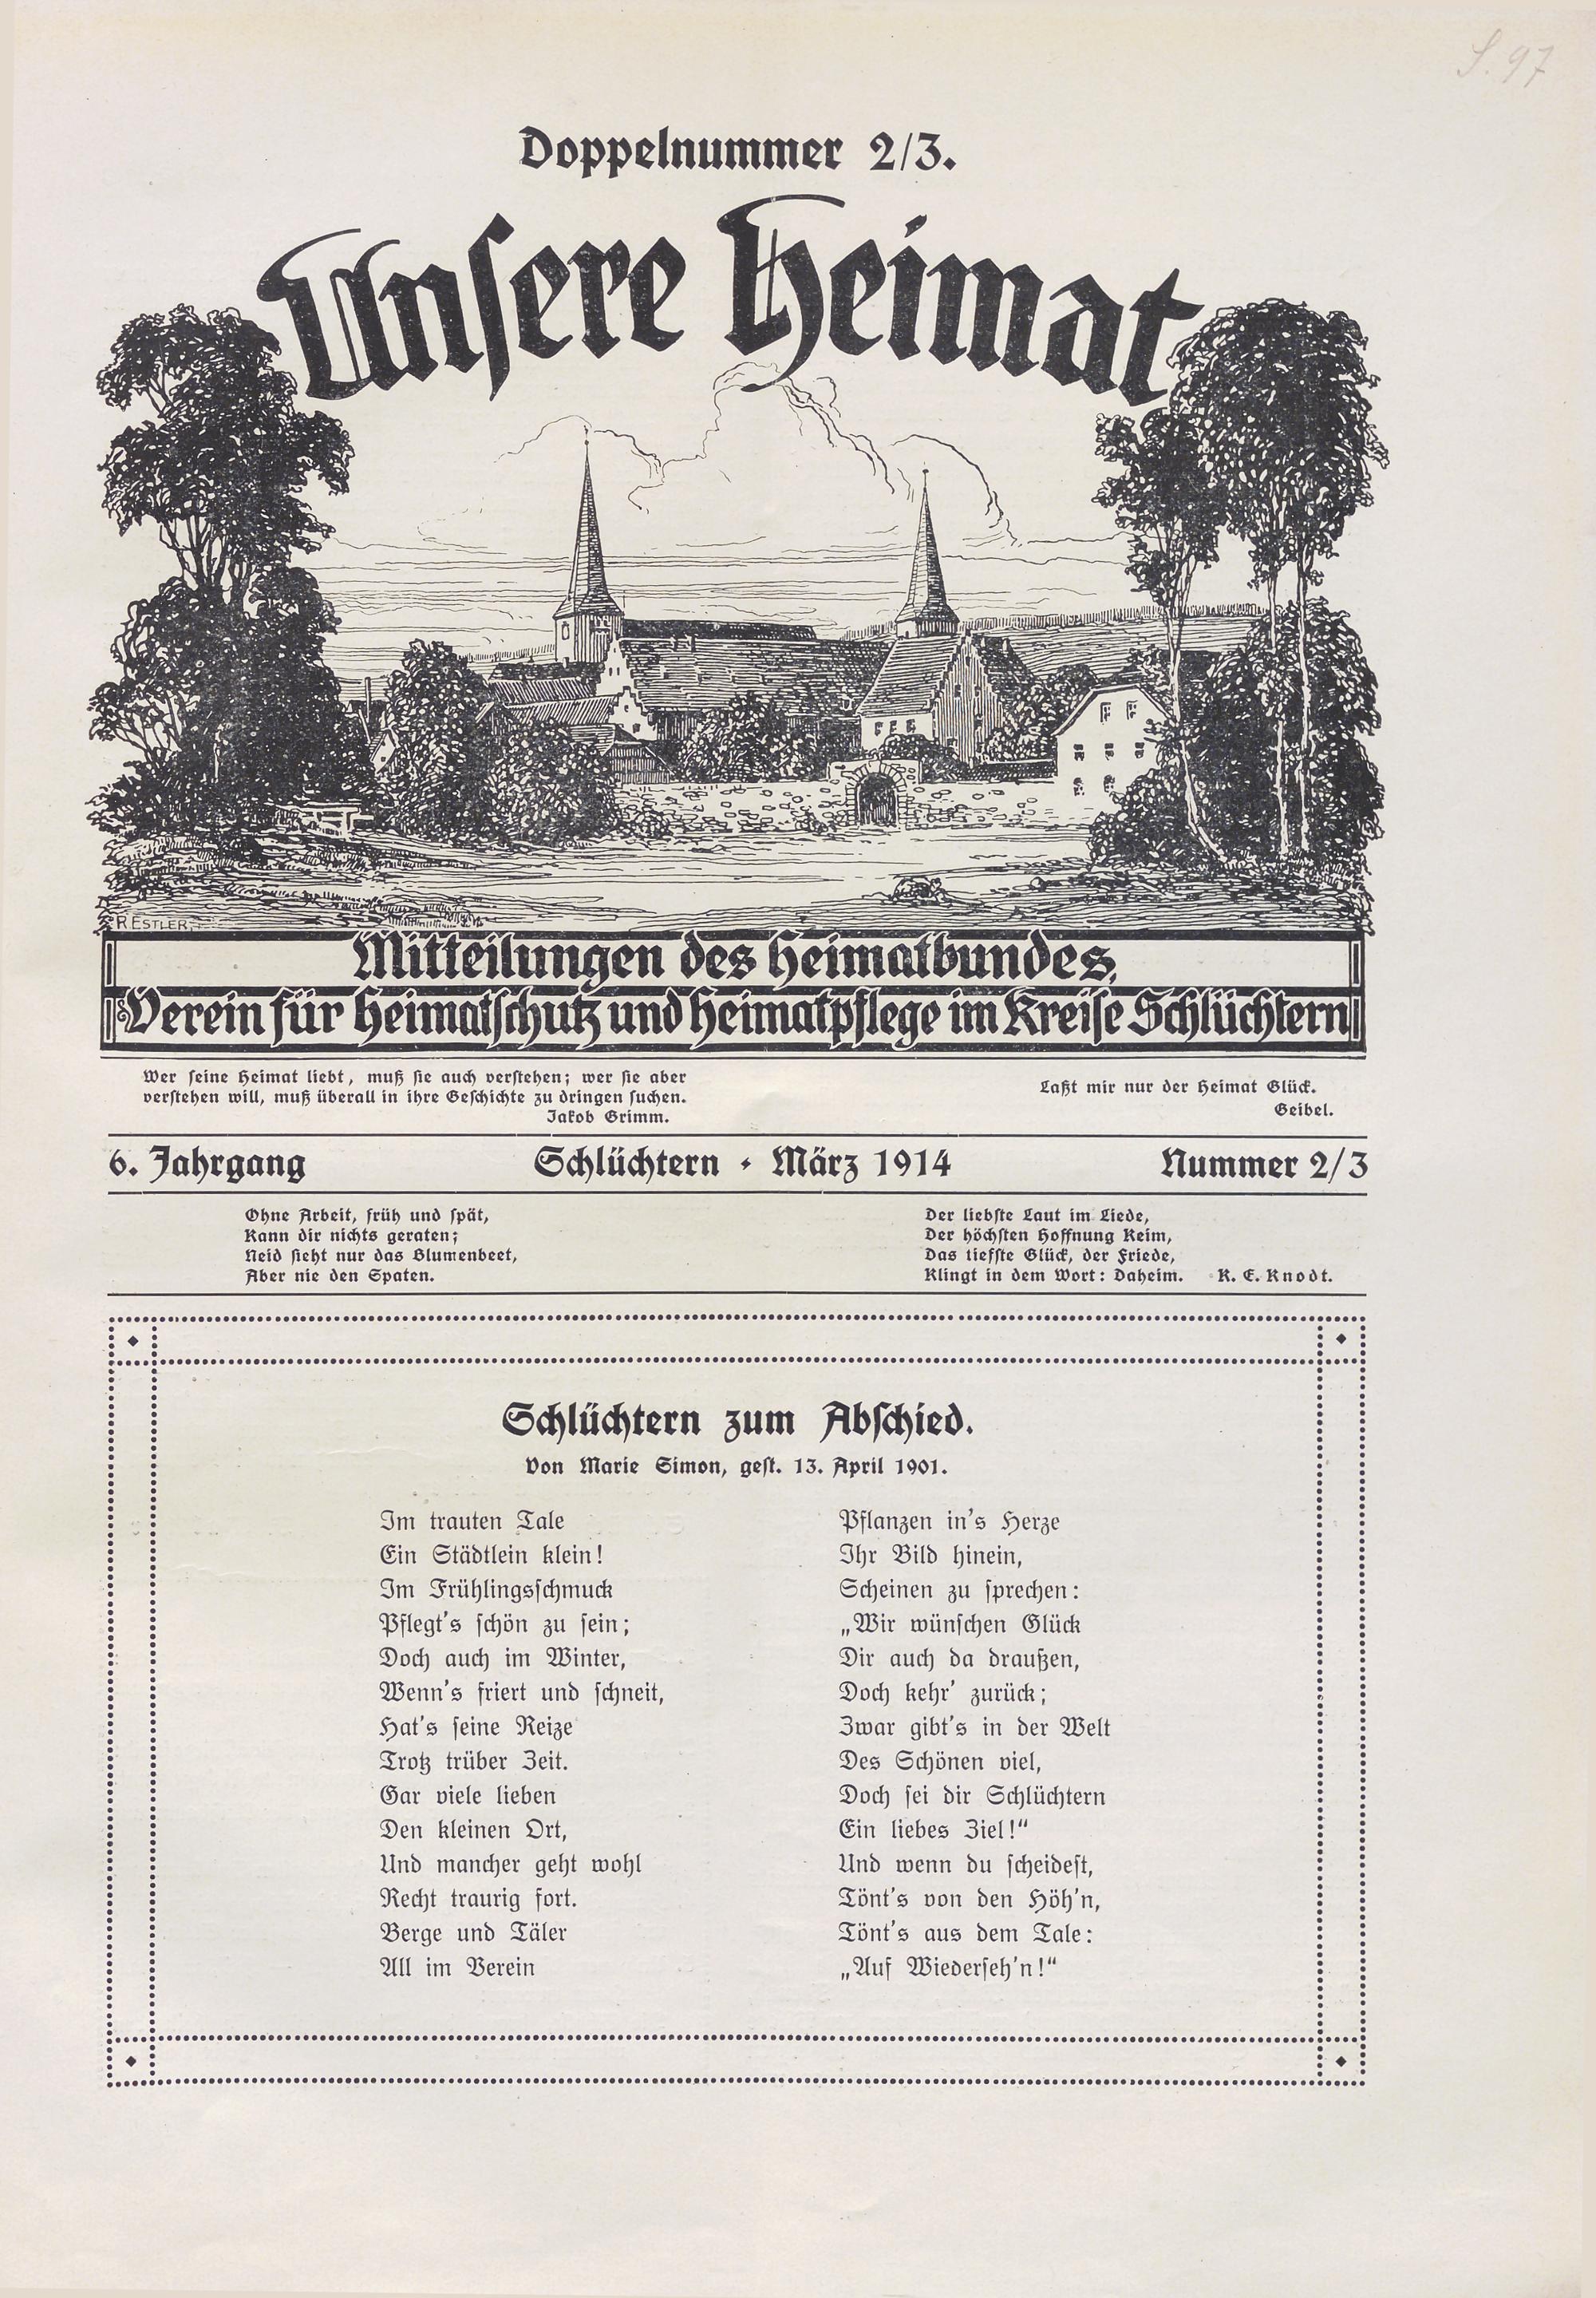 S. 97
Doppelnummer 2/3.
Unsere Heimat
R. ESTLER
Mitteilungen des Heimatbundes,
Verein für Heimatschutz und Heimatpflege im Kreise Schlüchtern
Wer seine Heimat liebt, muß sie auch verstehen; wer sie aber
verstehen will, muß überall in ihre Geschichte zu dringen suchen.
Jakob Grimm.
Laßt mir nur der Heimat Glück.
Geibel.
6. Jahrgang Schlüchtern • März 1914 Nummer 2/3
Ohne Arbeit, früh und spät,
Kann dir nichts geraten;
Neid sieht nur das Blumenbeet,
Aber nie den Spaten.
Der liebste Laut im Liede,
Der höchsten Hoffnung Keim,
Das tiefste Glück, der Friede,
Klingt in dem Wort: Daheim. K. E. Knodt.
Schlüchtern zum Abschied.
Von Marie Simon, gest. 13. April 1901.
Im trauten Tale
Ein Städtlein klein!
Im Frühlingsschmuck
Pflegt's schön zu sein;
Doch auch im Winter,
Wenn's friert und schneit,
Hat's seine Reize
Trotz trüber Zeit.
Gar viele lieben
Den kleinen Ort,
Und mancher geht wohl
Recht traurig fort.
Berge und Täler
All im Verein
Pflanzen in's Herze
Ihr Bild hinein,
Scheinen zu sprechen:
„Wir wünschen Glück
Dir auch da draußen,
Doch kehr' zurück;
Zwar gibt's in der Welt
Des Schönen viel,
Doch sei dir Schlüchtern
Ein liebes Ziel!“
Und wenn du scheidest,
Tönt's von den Höh'n,
Tönt's aus dem Tale:
„Auf Wiederseh'n!“